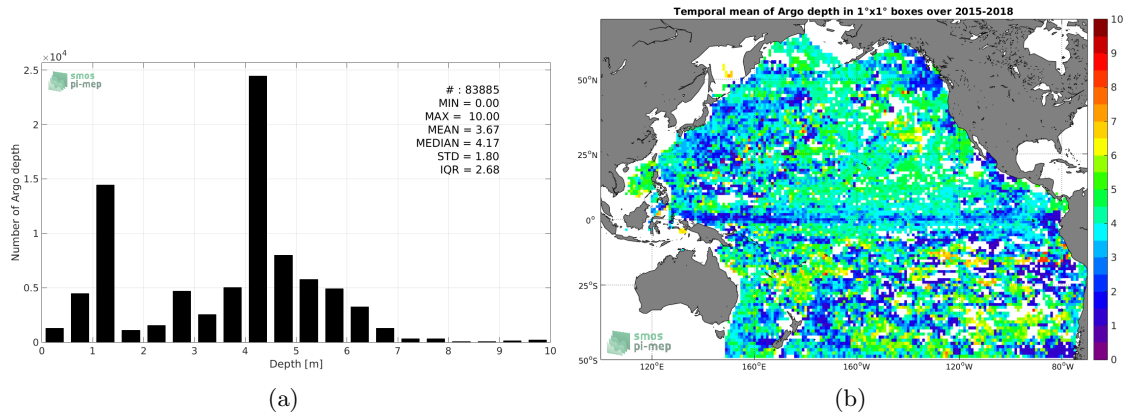 ×10⁴
2.5
2
1.5
1
0.5
0
Number of Argo depth
smos
pi-mep
# : 83885
MIN = 0.00
MAX = 10.00
MEAN = 3.67
MEDIAN = 4.17
STD = 1.80
IQR = 2.68
0 1 2 3 4 5 6 7 8 9 10
Depth [m]
(a)
Temporal mean of Argo depth in 1°x1° boxes over 2015-2018
50°N
25°N
0°
25°S
50°S
120°E 160°E 160°W 120°W 80°W
smos
pi-mep
10
9
8
7
6
5
4
3
2
1
0
(b)